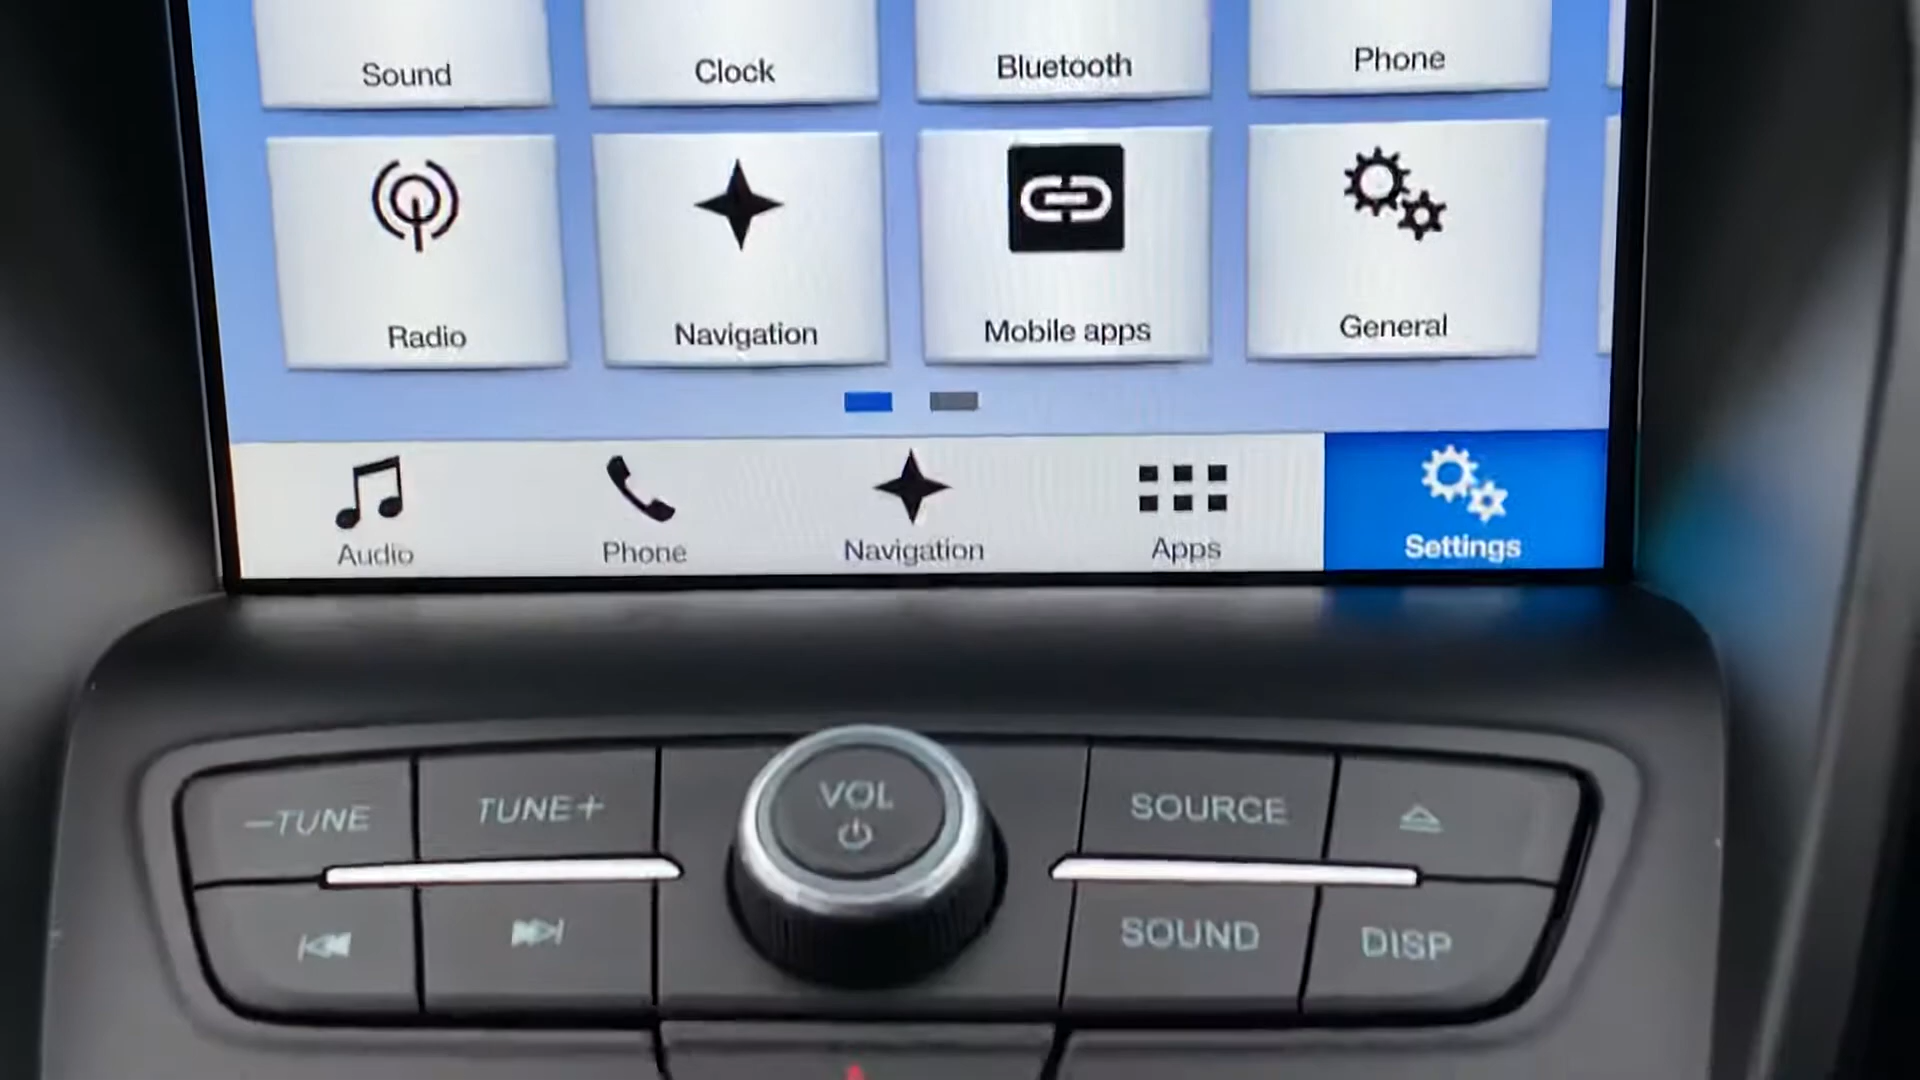 Sound
Clock
Bluetooth
Phone
Radio
Navigation
Mobile apps
General
Audio
Phone
Navigation
Apps
Settings
—TUNE
TUNE+
VOL
SOURCE
SOUND
DISP